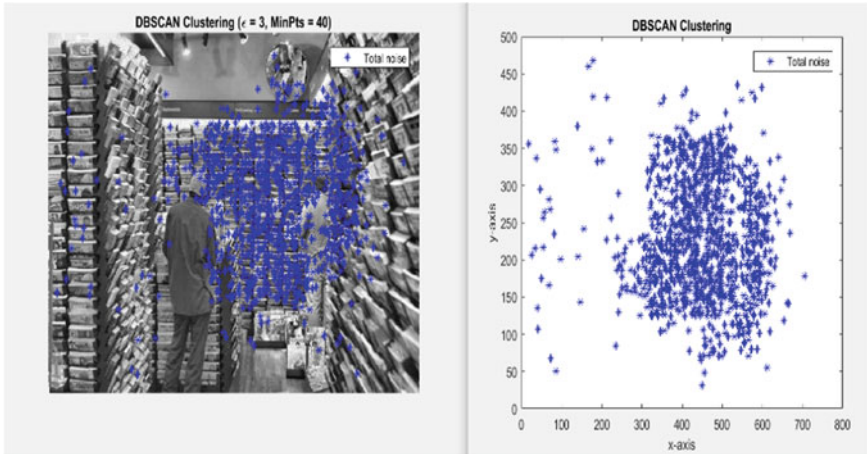 DBSCAN Clustering (ϵ = 3, MinPts = 40)
Total noise
DBSCAN Clustering
Total noise
y-axis
500
450
400
350
300
250
200
150
100
50
0
0 100 200 300 400 500 600 700 800
x-axis